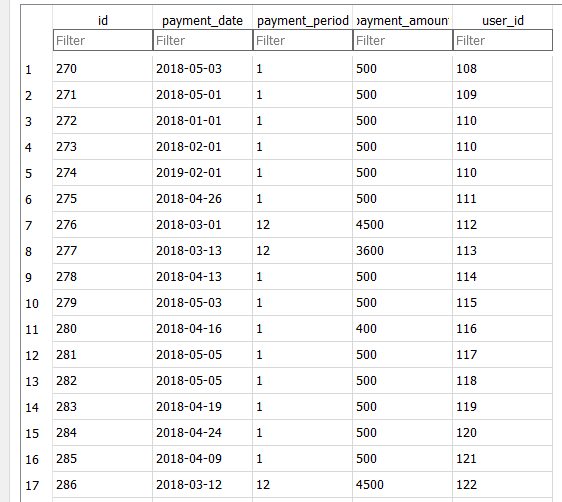 id payment_date payment_period payment_amount user_id
Filter Filter Filter Filter Filter
1 270 2018-05-03 1 500 108
2 271 2018-05-01 1 500 109
3 272 2018-01-01 1 500 110
4 273 2018-02-01 1 500 110
5 274 2019-02-01 1 500 110
6 275 2018-04-26 1 500 111
7 276 2018-03-01 12 4500 112
8 277 2018-03-13 12 3600 113
9 278 2018-04-13 1 500 114
10 279 2018-05-03 1 500 115
11 280 2018-04-16 1 400 116
12 281 2018-05-05 1 500 117
13 282 2018-05-05 1 500 118
14 283 2018-04-19 1 500 119
15 284 2018-04-24 1 500 120
16 285 2018-04-09 1 500 121
17 286 2018-03-12 12 4500 122